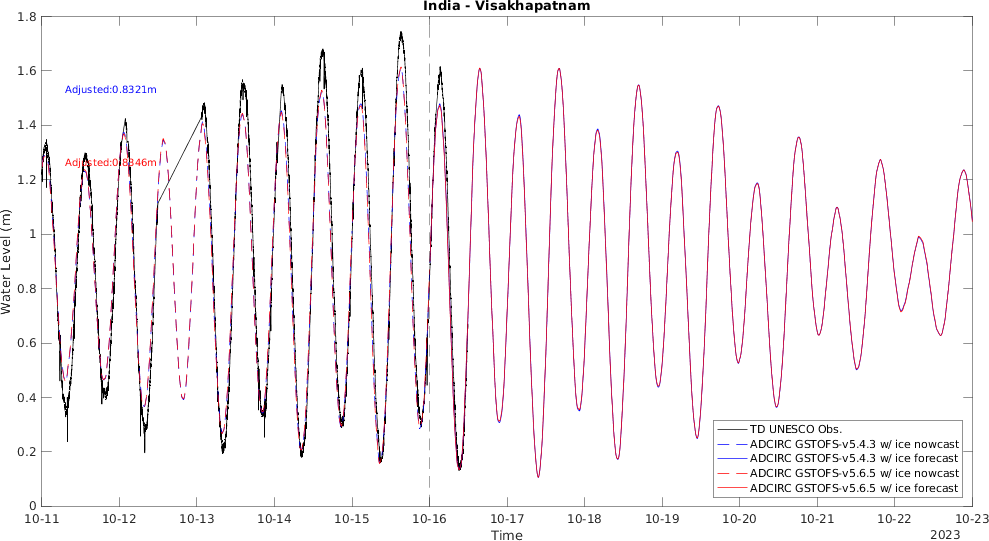 India - Visakhapatnam
1.8
1.6
1.4
1.2
1
0.8
0.6
0.4
0.2
0
Water Level (m)
Adjusted:0.8321m
Adjusted:0.8346m
TD UNESCO Obs.
ADCIRC GSTOFS-v5.4.3 w/ ice nowcast
ADCIRC GSTOFS-v5.4.3 w/ ice forecast
ADCIRC GSTOFS-v5.6.5 w/ ice nowcast
ADCIRC GSTOFS-v5.6.5 w/ ice forecast
10-11 10-12 10-13 10-14 10-15 10-16 10-17 10-18 10-19 10-20 10-21 10-22 10-23
Time
2023